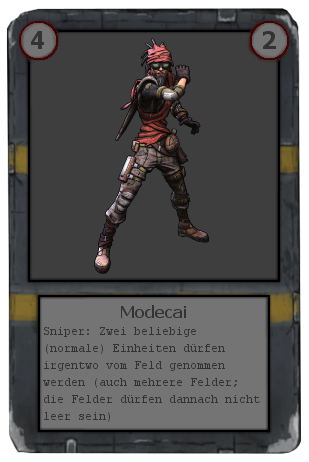 4
2
Modecai
Sniper: Zwei beliebige
(normale) Einheiten dürfen
irgentwo vom Feld genommen
werden (auch mehrere Felder;
die Felder dürfen dannach nicht
leer sein)